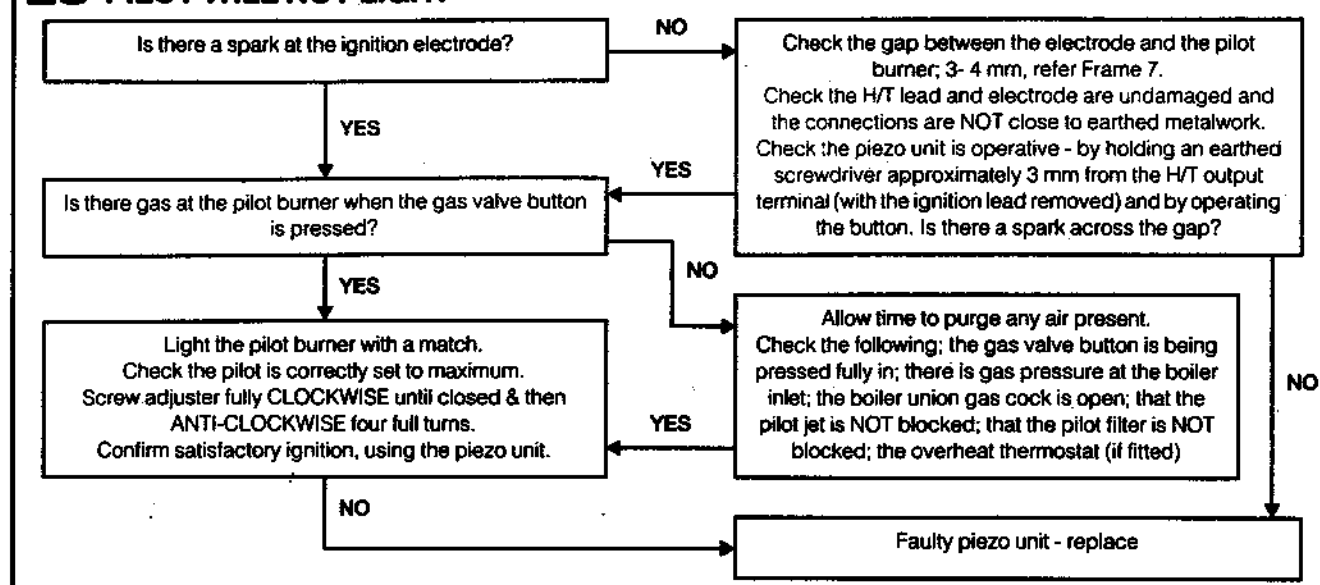 PILOT WILL NOT LIGHT
Is there a spark at the ignition electrode?
NO
Check the gap between the electrode and the pilot
burner; 3- 4 mm, refer Frame 7.
Check the H/T lead and electrode are undamaged and
the connections are NOT close to earthed metalwork.
Check the piezo unit is operative - by holding an earthed
screwdriver approximately 3 mm from the H/T output
terminal (with the ignition lead removed) and by operating
the button. Is there a spark across the gap?
YES
YES
Is there gas at the pilot burner when the gas valve button
is pressed?
NO
YES
Allow time to purge any air present.
Check the following; the gas valve button is being
pressed fully in; there is gas pressure at the boiler
inlet; the boiler union gas cock is open; that the
pilot jet is NOT blocked; that the pilot filter is NOT
blocked; the overheat thermostat (if fitted)
NO
Light the pilot burner with a match.
Check the pilot is correctly set to maximum.
Screw adjuster fully CLOCKWISE until closed & then
ANTI-CLOCKWISE four full turns.
Confirm satisfactory ignition, using the piezo unit.
YES
NO
Faulty piezo unit - replace